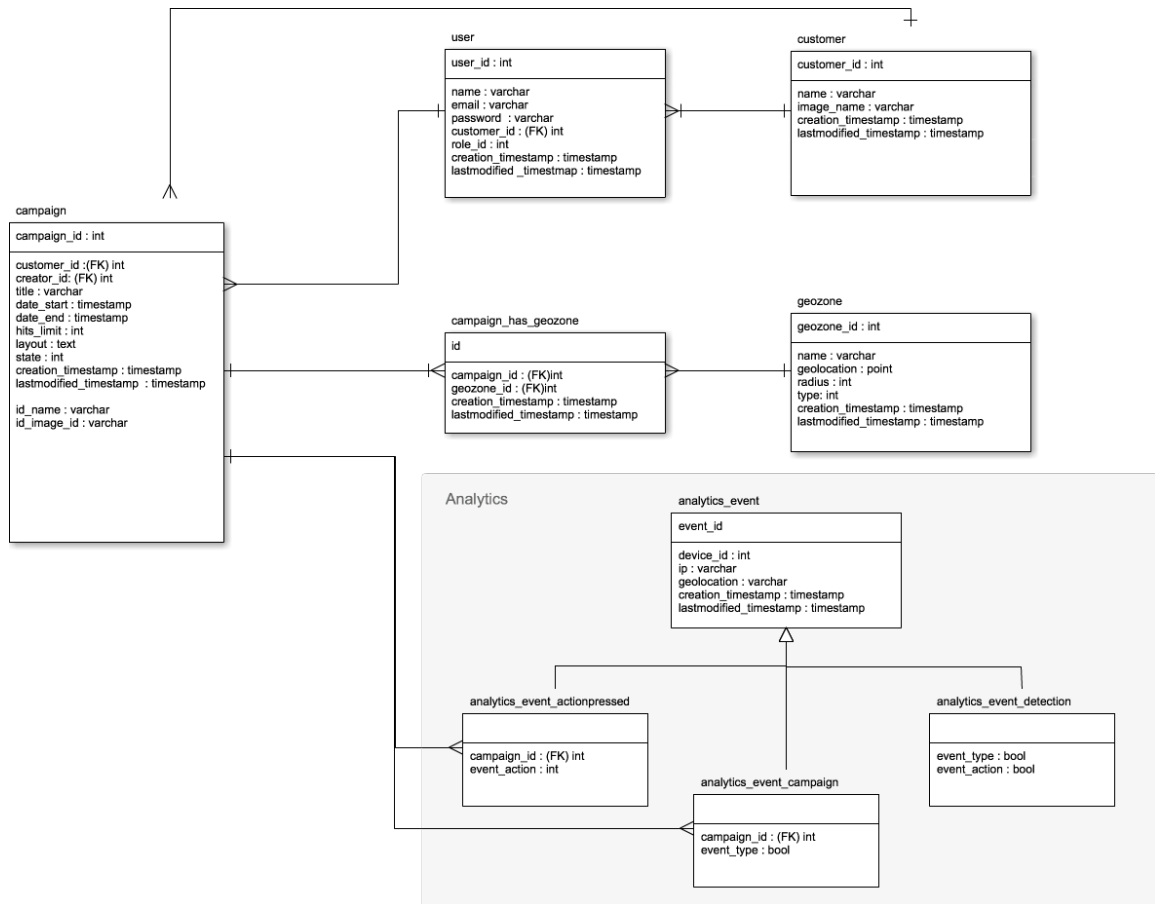 user
user_id : int
name : varchar
email : varchar
password  : varchar
customer_id : (FK) int
role_id : int
creation_timestamp : timestamp
lastmodified _timestmap : timestamp
customer
customer_id : int
name : varchar
image_name : varchar
creation_timestamp : timestamp
lastmodified_timestamp : timestamp
campaign
campaign_id : int
customer_id :(FK) int
creator_id: (FK) int
title : varchar
date_start : timestamp
date_end : timestamp
hits_limit : int
layout : text
state : int
creation_timestamp : timestamp
lastmodified_timestamp  : timestamp
id_name : varchar
id_image_id : varchar
campaign_has_geozone
id
campaign_id : (FK)int
geozone_id : (FK)int
creation_timestamp : timestamp
lastmodified_timestamp : timestamp
geozone
geozone_id : int
name : varchar
geolocation : point
radius : int
type: int
creation_timestamp : timestamp
lastmodified_timestamp : timestamp
Analytics
analytics_event
event_id
device_id : int
ip : varchar
geolocation : varchar
creation_timestamp : timestamp
lastmodified_timestamp : timestamp
analytics_event_actionpressed
campaign_id : (FK) int
event_action : int
analytics_event_campaign
campaign_id : (FK) int
event_type : bool
analytics_event_detection
event_type : bool
event_action : bool